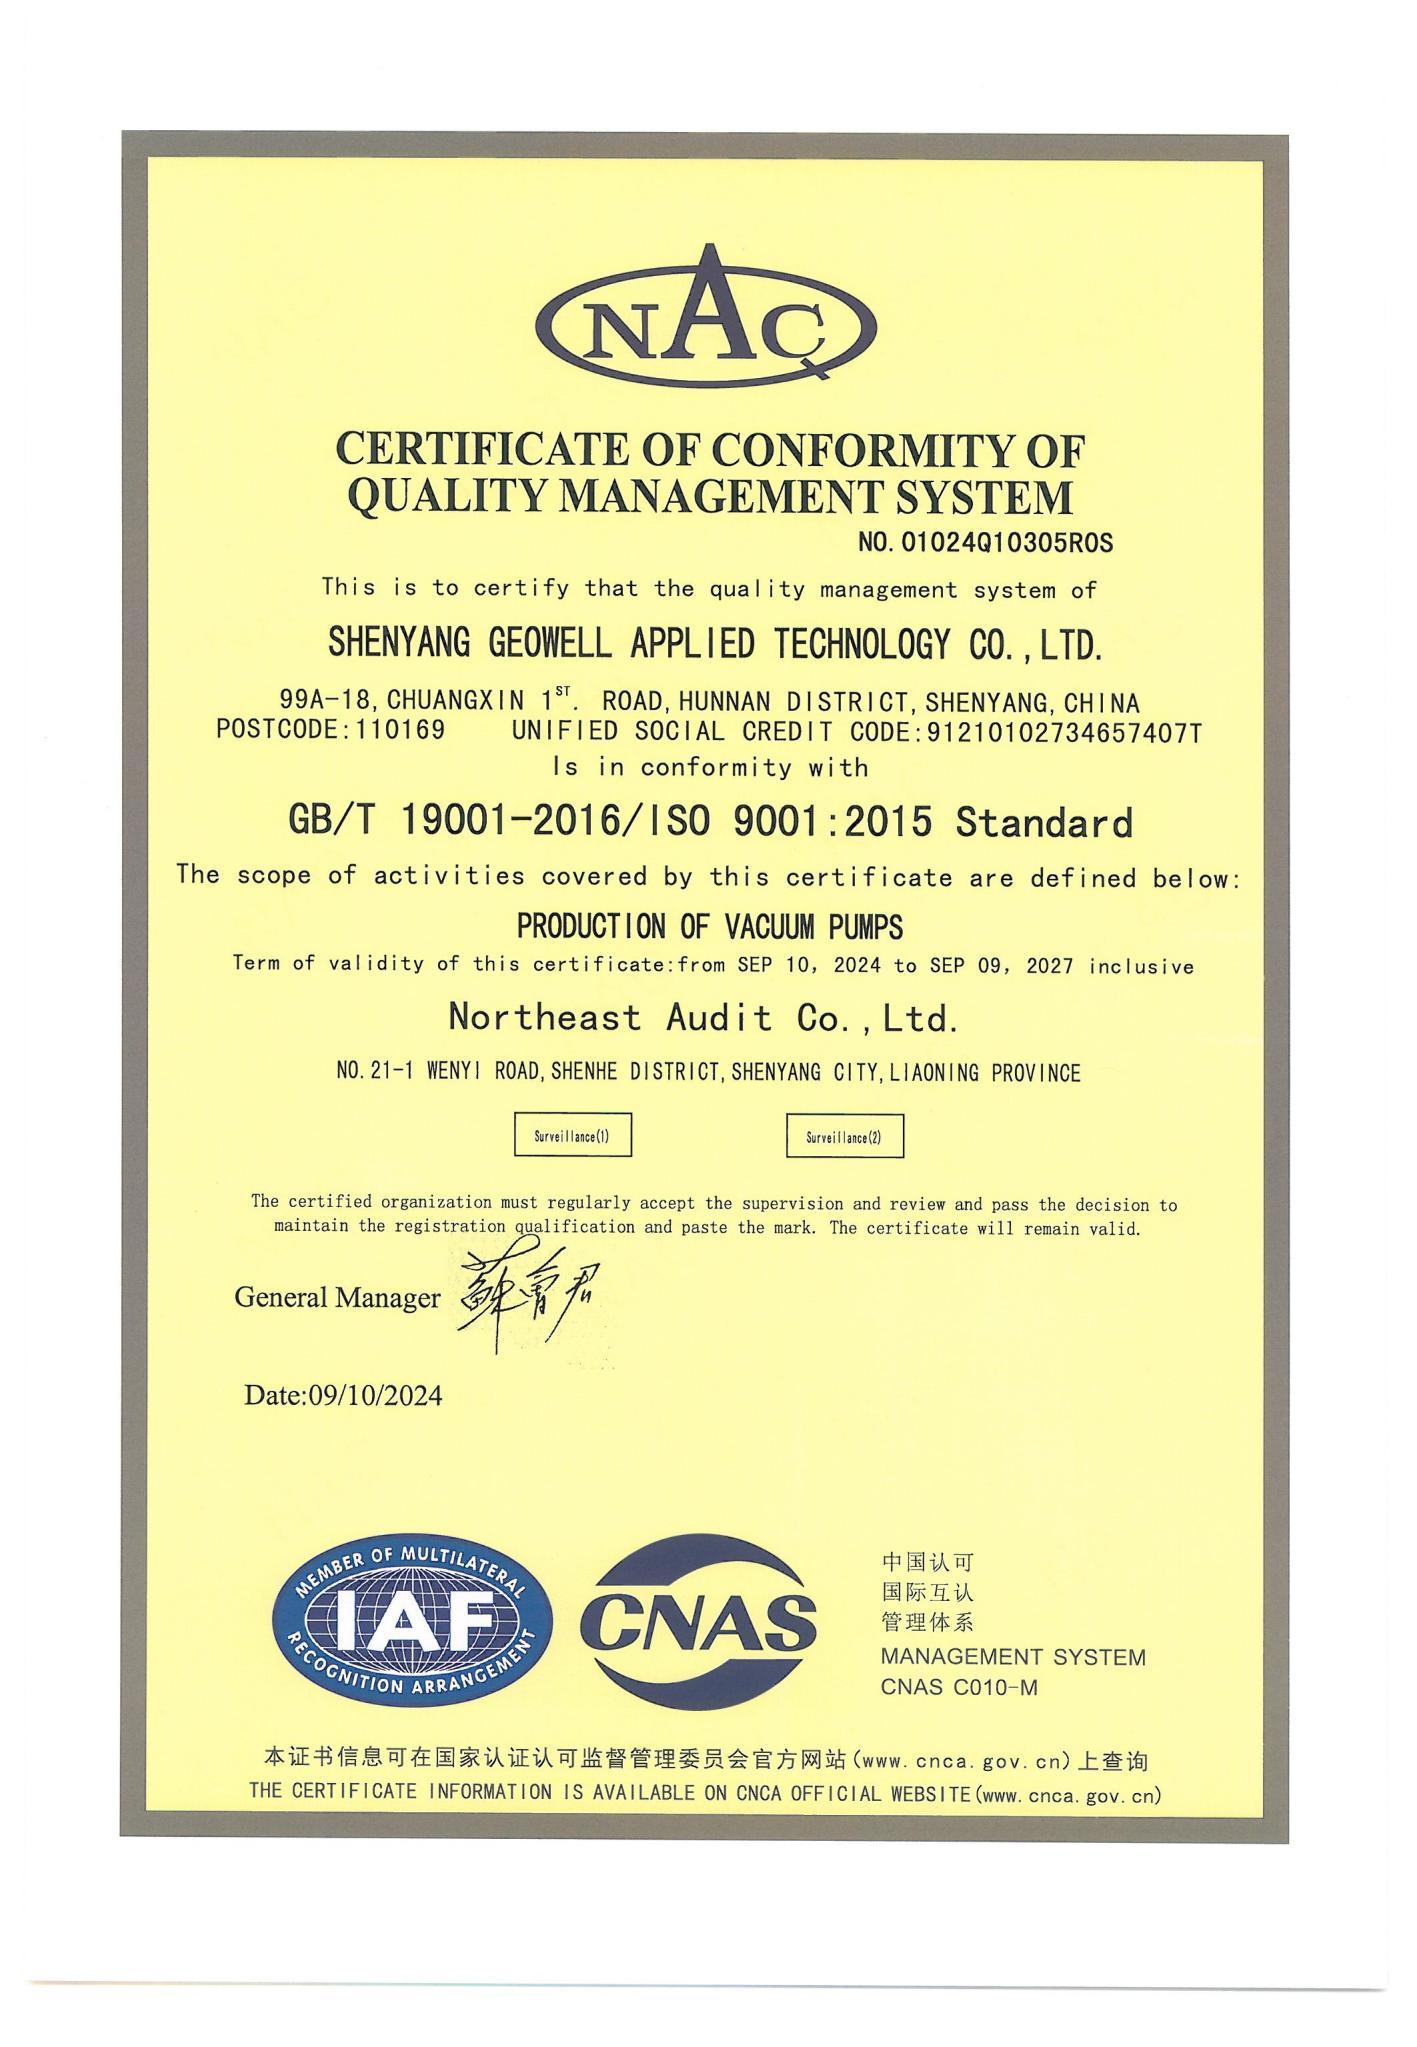 NAQ
CERTIFICATE OF CONFORMITY OF
QUALITY MANAGEMENT SYSTEM
NO.01024Q10305R0S
This is to certify that the quality management system of
SHENYANG GEOWELL APPLIED TECHNOLOGY CO.,LTD.
99A-18,CHUANGXIN 1ST. ROAD,HUNNAN DISTRICT,SHENYANG,CHINA
POSTCODE:110169 UNIFIED SOCIAL CREDIT CODE:91210102734657407T
Is in conformity with
GB/T 19001-2016/ISO 9001:2015 Standard
The scope of activities covered by this certificate are defined below:
PRODUCTION OF VACUUM PUMPS
Term of validity of this certificate:from SEP 10, 2024 to SEP 09, 2027 inclusive
Northeast Audit Co.,Ltd.
NO.21-1 WENYI ROAD,SHENHE DISTRICT,SHENYANG CITY,LIAONING PROVINCE
Surveillance(1) Surveillance(2)
The certified organization must regularly accept the supervision and review and pass the decision to
maintain the registration qualification and paste the mark. The certificate will remain valid.
General Manager
Date:09/10/2024
MEMBER OF MULTILATERAL
IAF
RECOGNITION ARRANGEMENT
CNAS
中国认可
国际互认
管理体系
MANAGEMENT SYSTEM
CNAS C010-M
本证书信息可在国家认证认可监督管理委员会官方网站(www.cnca.gov.cn)上查询
THE CERTIFICATE INFORMATION IS AVAILABLE ON CNCA OFFICIAL WEBSITE(www.cnca.gov.cn)